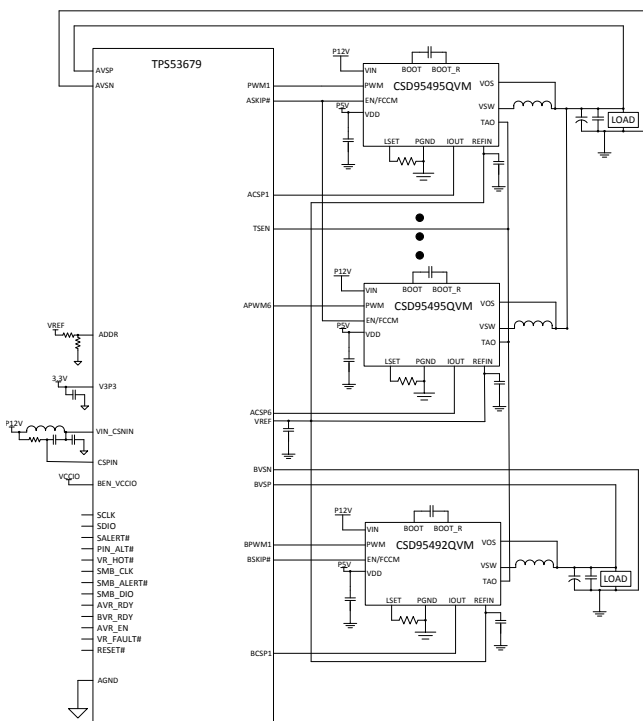 TPS53679
AVSP
AVSN
PWM1
ASKIP#
ACSP1
TSEN
APWM6
ADDR
VREF
3.3V
V3P3
P12V
VIN_CSNIN
CSPIN
VCCIO
BEN_VCCIO
ACSP6
VREF
BVSN
BVSP
SCLK
SDIO
SALERT#
PIN_ALT#
VR_HOT#
SMB_CLK
SMB_ALERT#
SMB_DIO
AVR_RDY
BVR_RDY
AVR_EN
VR_FAULT#
RESET#
BPWM1
BSKIP#
BCSP1
AGND
P12V
VIN
BOOT
BOOT_R
CSD95495QVM
PWM
EN/FCCM
P5V
VDD
VOS
VSW
TAO
LSET
PGND
IOUT
REFIN
LOAD
P12V
VIN
BOOT
BOOT_R
CSD95495QVM
PWM
EN/FCCM
P5V
VDD
VOS
VSW
TAO
LSET
PGND
IOUT
REFIN
P12V
VIN
BOOT
BOOT_R
CSD95492QVM
PWM
EN/FCCM
P5V
VDD
VOS
VSW
TAO
LSET
PGND
IOUT
REFIN
LOAD